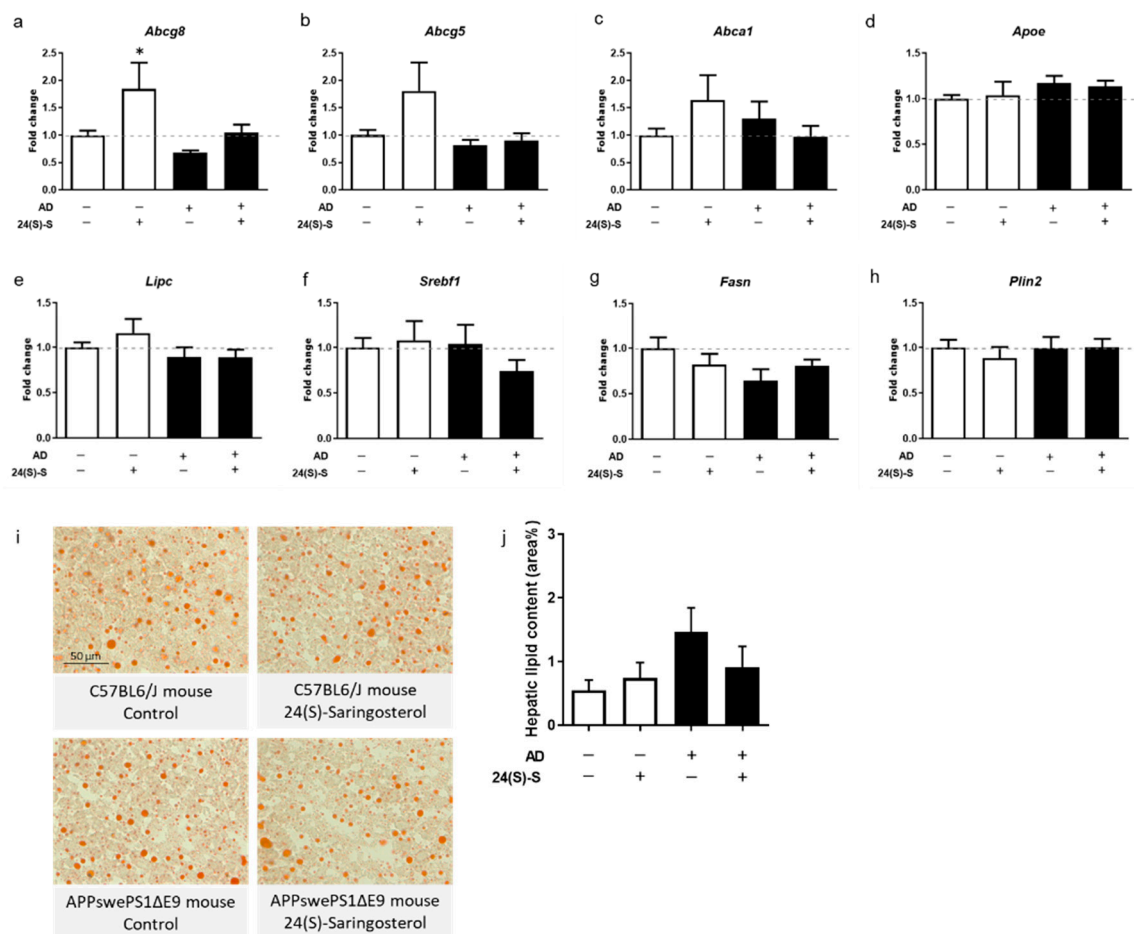 a
Abcg8
Fold change
2.5
2.0
1.5
1.0
0.5
0.0
*
AD – – + +
24(S)-S – + – +
b
Abcg5
Fold change
2.5
2.0
1.5
1.0
0.5
0.0
AD – – + +
24(S)-S – + – +
c
Abca1
Fold change
2.5
2.0
1.5
1.0
0.5
0.0
AD – – + +
24(S)-S – + – +
d
Apoe
Fold change
1.5
1.0
0.5
0.0
AD – – + +
24(S)-S – + – +
e
Lipc
Fold change
1.5
1.0
0.5
0.0
AD – – + +
24(S)-S – + – +
f
Srebf1
Fold change
1.5
1.0
0.5
0.0
AD – – + +
24(S)-S – + – +
g
Fasn
Fold change
1.5
1.0
0.5
0.0
AD – – + +
24(S)-S – + – +
h
Plin2
Fold change
1.5
1.0
0.5
0.0
AD – – + +
24(S)-S – + – +
i
50 µm
C57BL6/J mouse
Control
C57BL6/J mouse
24(S)-Saringosterol
APPswePS1ΔE9 mouse
Control
APPswePS1ΔE9 mouse
24(S)-Saringosterol
j
Hepatic lipid content (area%)
3
2
1
0
AD – – + +
24(S)-S – + – +